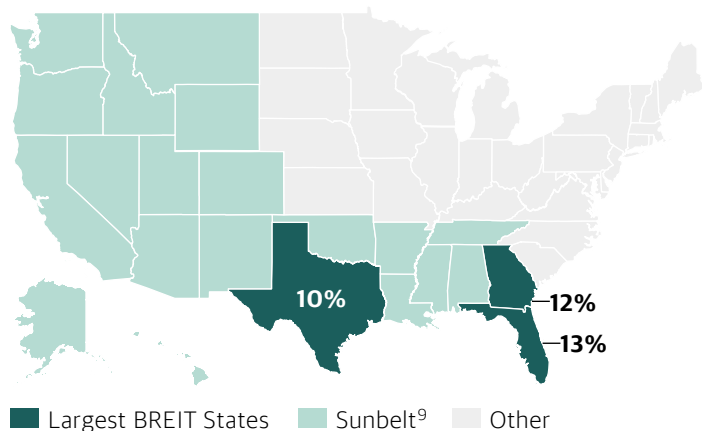 10%
12%
13%
Largest BREIT States
Sunbelt⁹
Other